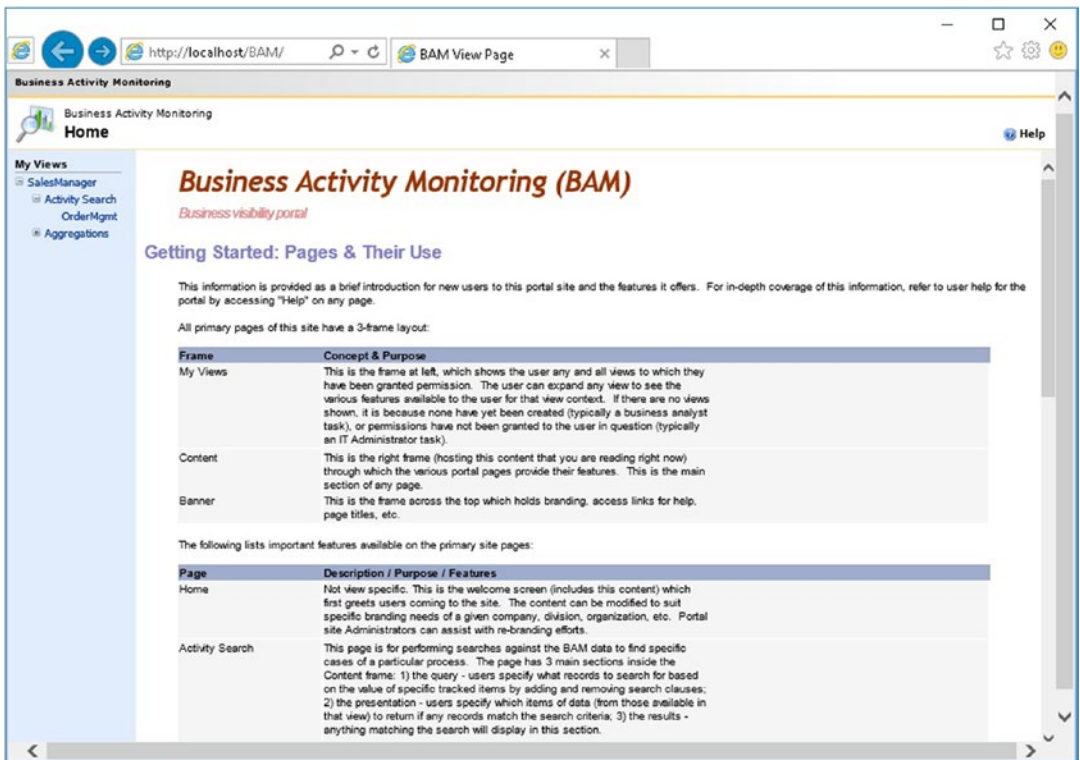 http://localhost/BAM/
BAM View Page
Business Activity Monitoring
Business Activity Monitoring
Home
Help
My Views
SalesManager
Activity Search
OrderMgmt
Aggregations
Business Activity Monitoring (BAM)
Business visibility portal
Getting Started: Pages & Their Use
This information is provided as a brief introduction for new users to this portal site and the features it offers. For in-depth coverage of this information, refer to user help for the
portal by accessing "Help" on any page.
All primary pages of this site have a 3-frame layout:
Frame Concept & Purpose
My Views This is the frame at left, which shows the user any and all views to which they
have been granted permission. The user can expand any view to see the
various features available to the user for that view context. If there are no views
shown, it is because none have yet been created (typically a business analyst
task), or permissions have not been granted to the user in question (typically
an IT Administrator task).
Content This is the right frame (hosting this content that you are reading right now)
through which the various portal pages provide their features. This is the main
section of any page.
Banner This is the frame across the top which holds branding, access links for help,
page titles, etc.
The following lists important features available on the primary site pages:
Page Description / Purpose / Features
Home Not view specific. This is the welcome screen (includes this content) which
first greets users coming to the site. The content can be modified to suit
specific branding needs of a given company, division, organization, etc. Portal
site Administrators can assist with re-branding efforts.
Activity Search This page is for performing searches against the BAM data to find specific
cases of a particular process. The page has 3 main sections inside the
Content frame: 1) the query - users specify what records to search for based
on the value of specific tracked items by adding and removing search clauses;
2) the presentation - users specify which items of data (from those available in
that view) to return if any records match the search criteria; 3) the results -
anything matching the search will display in this section.